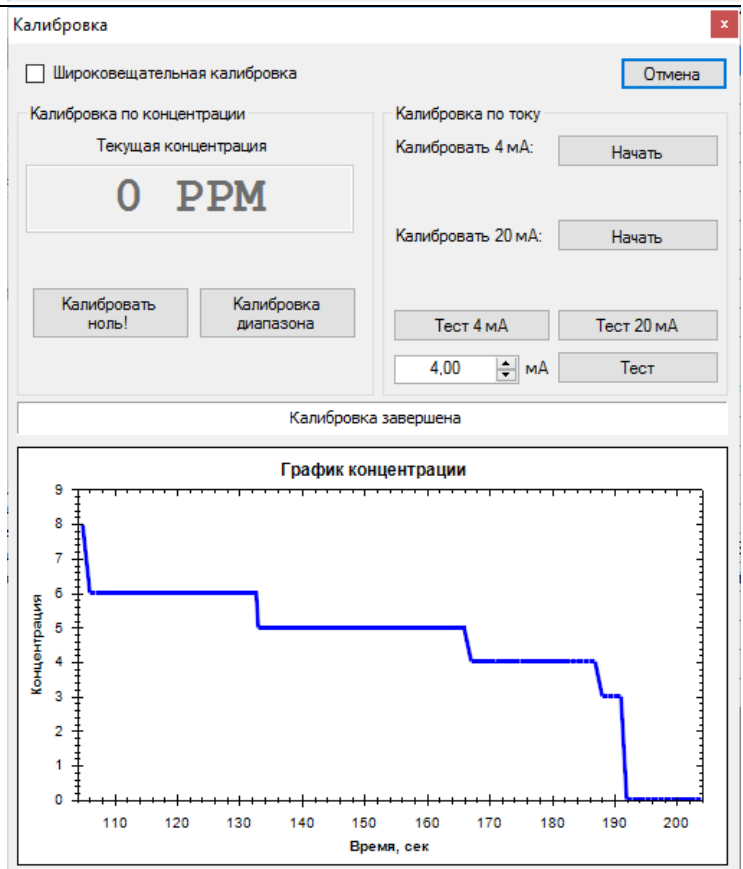 Калибровка
x
Широковещательная калибровка
Отмена
Калибровка по концентрации
Текущая концентрация
0 PPM
Калибровать ноль!
Калибровка диапазона
Калибровка по току
Калибровать 4 мА:
Начать
Калибровать 20 мА:
Начать
Тест 4 мА
Тест 20 мА
4,00
мА
Тест
Калибровка завершена
График концентрации
Концентрация
9
8
7
6
5
4
3
2
1
0
110 120 130 140 150 160 170 180 190 200
Время, сек